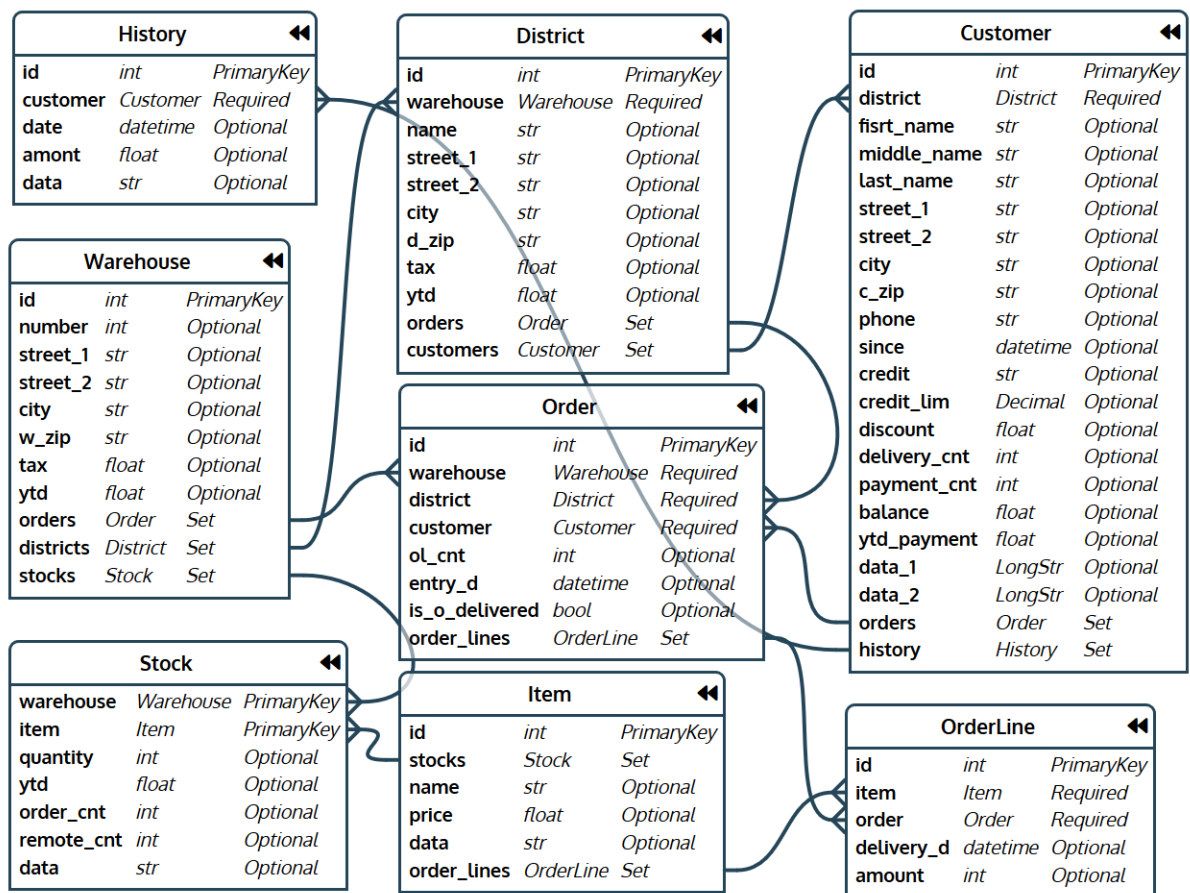 History
id int PrimaryKey
customer Customer Required
date datetime Optional
amont float Optional
data str Optional
District
id int PrimaryKey
warehouse Warehouse Required
name str Optional
street_1 str Optional
street_2 str Optional
city str Optional
d_zip str Optional
tax float Optional
ytd float Optional
orders Order Set
customers Customer Set
Customer
id int PrimaryKey
district District Required
fisrt_name str Optional
middle_name str Optional
last_name str Optional
street_1 str Optional
street_2 str Optional
city str Optional
c_zip str Optional
phone str Optional
since datetime Optional
credit str Optional
credit_lim Decimal Optional
discount float Optional
delivery_cnt int Optional
payment_cnt int Optional
balance float Optional
ytd_payment float Optional
data_1 LongStr Optional
data_2 LongStr Optional
orders Order Set
history History Set
Warehouse
id int PrimaryKey
number int Optional
street_1 str Optional
street_2 str Optional
city str Optional
w_zip str Optional
tax float Optional
ytd float Optional
orders Order Set
districts District Set
stocks Stock Set
Order
id int PrimaryKey
warehouse Warehouse Required
district District Required
customer Customer Required
ol_cnt int Optional
entry_d datetime Optional
is_o_delivered bool Optional
order_lines OrderLine Set
Stock
warehouse Warehouse PrimaryKey
item Item PrimaryKey
quantity int Optional
ytd float Optional
order_cnt int Optional
remote_cnt int Optional
data str Optional
Item
id int PrimaryKey
stocks Stock Set
name str Optional
price float Optional
data str Optional
order_lines OrderLine Set
OrderLine
id int PrimaryKey
item Item Required
order Order Required
delivery_d datetime Optional
amount int Optional